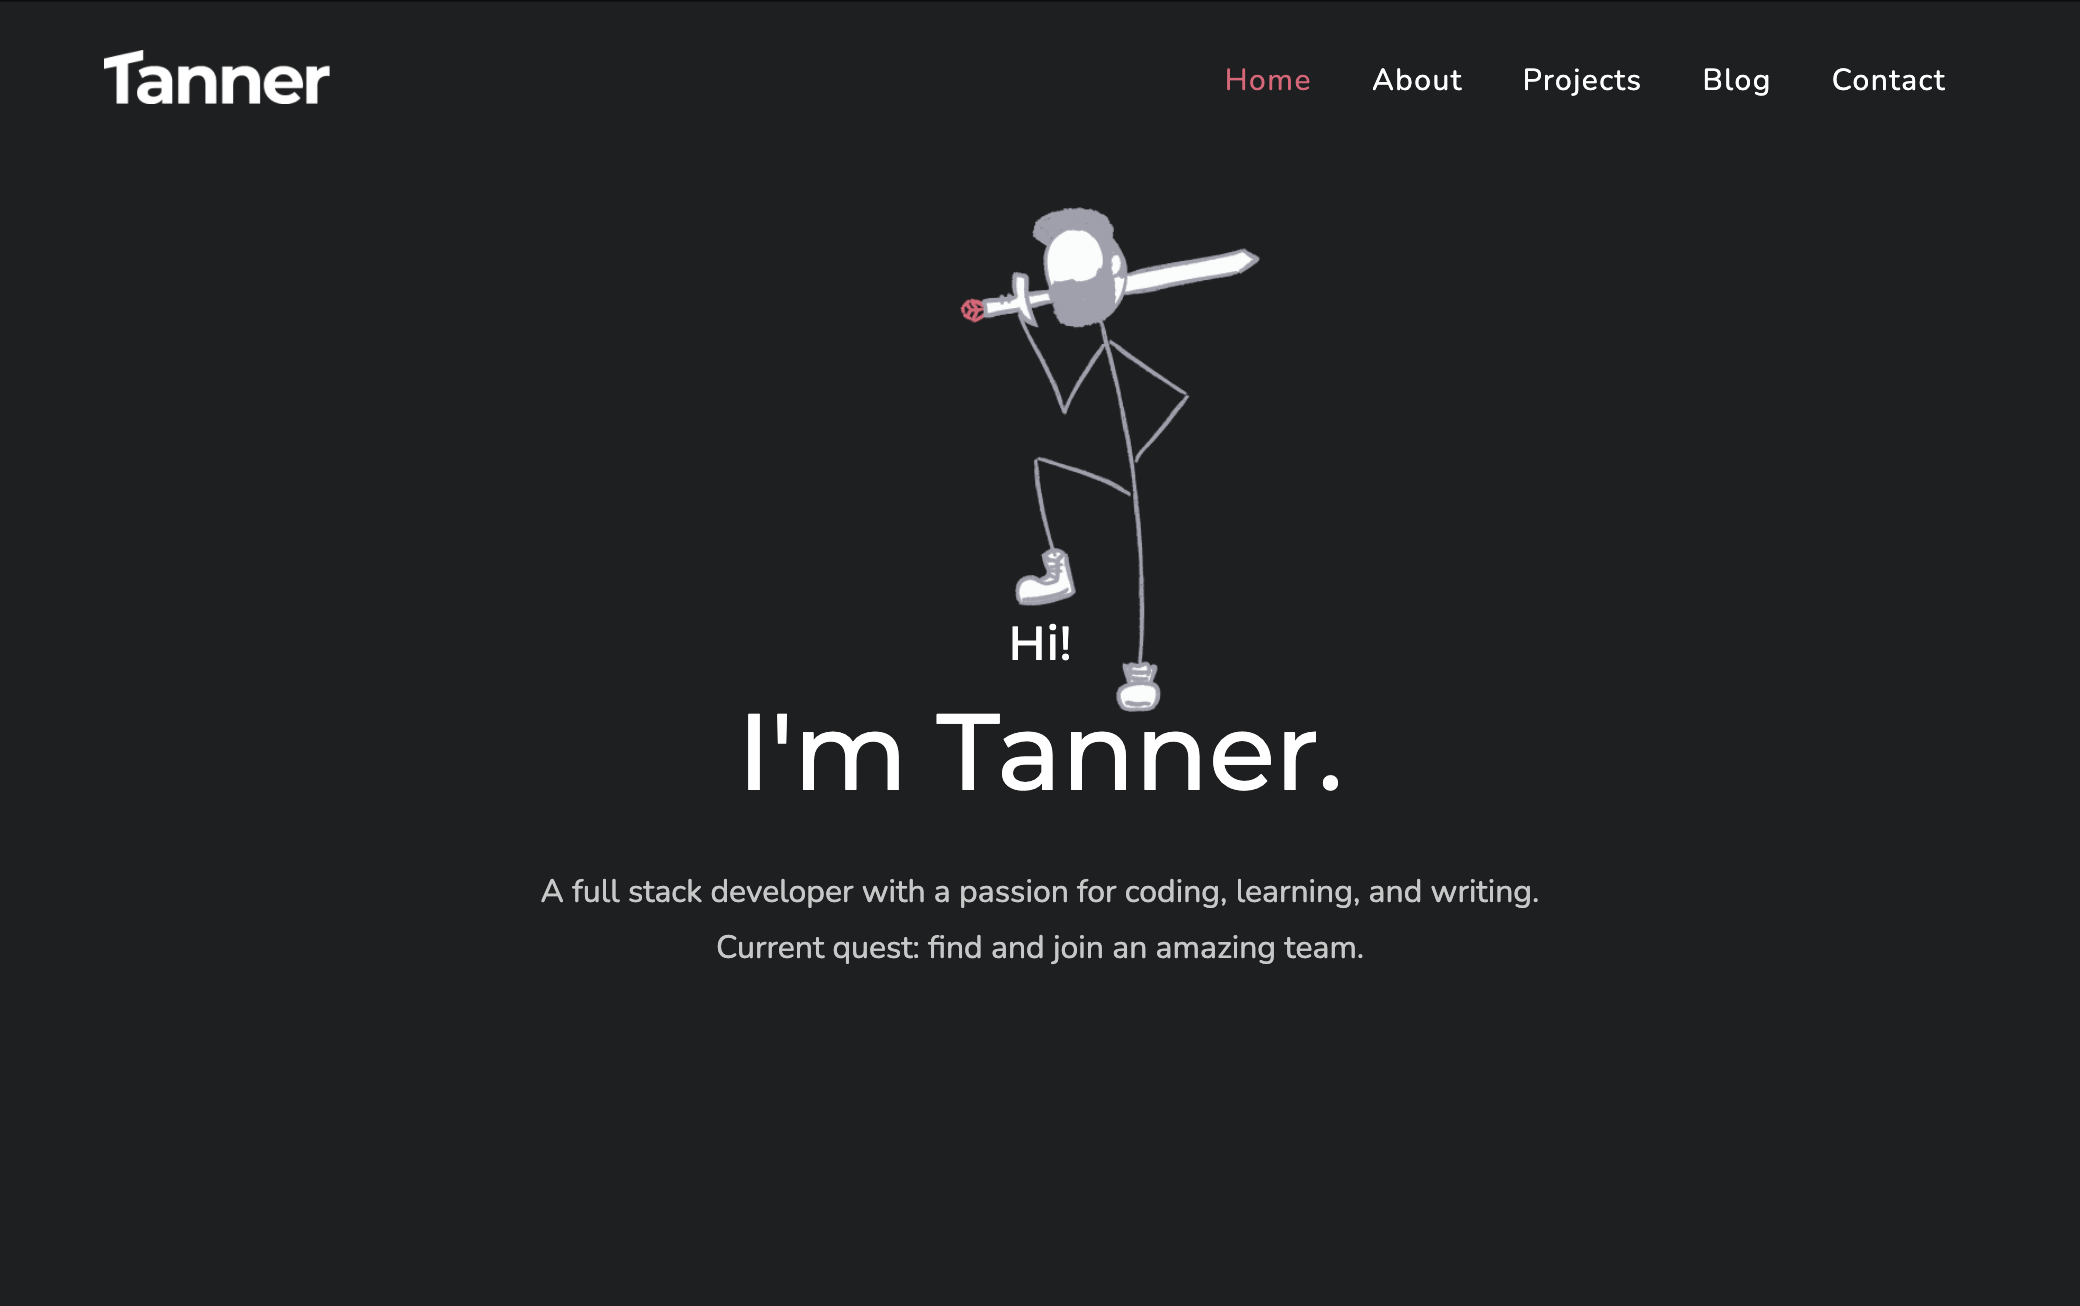 Tanner
Home About Projects Blog Contact
Hi!
I'm Tanner.
A full stack developer with a passion for coding, learning, and writing.
Current quest: find and join an amazing team.